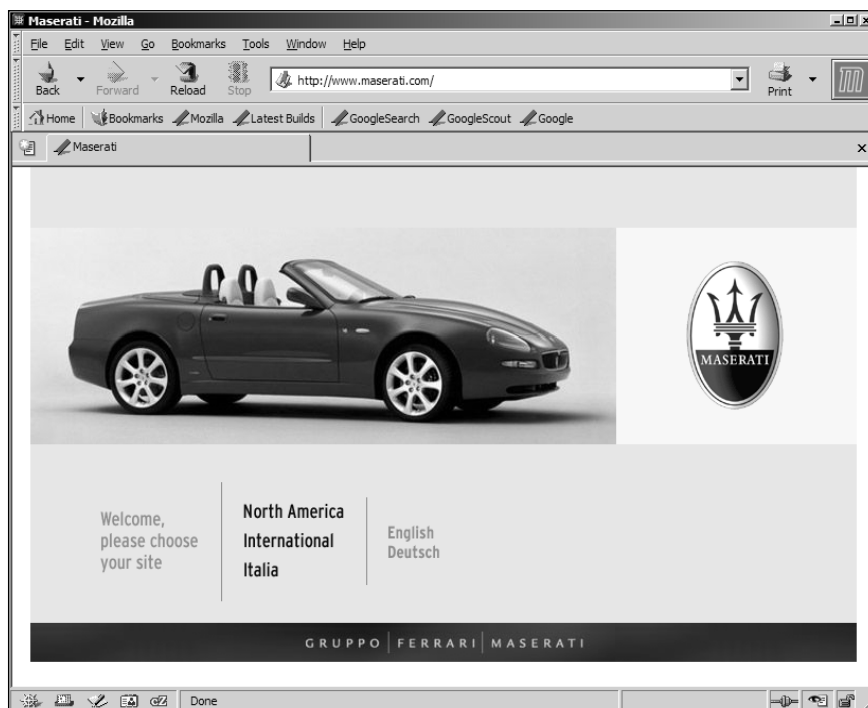 Maserati - Mozilla
File Edit View Go Bookmarks Tools Window Help
Back Forward Reload Stop http://www.maserati.com/ Print
Home Bookmarks Mozilla Latest Builds GoogleSearch GoogleScout Google
Maserati
MASERATI
Welcome,
please choose
your site
North America
International
Italia
English
Deutsch
GRUPPO FERRARI MASERATI
Done